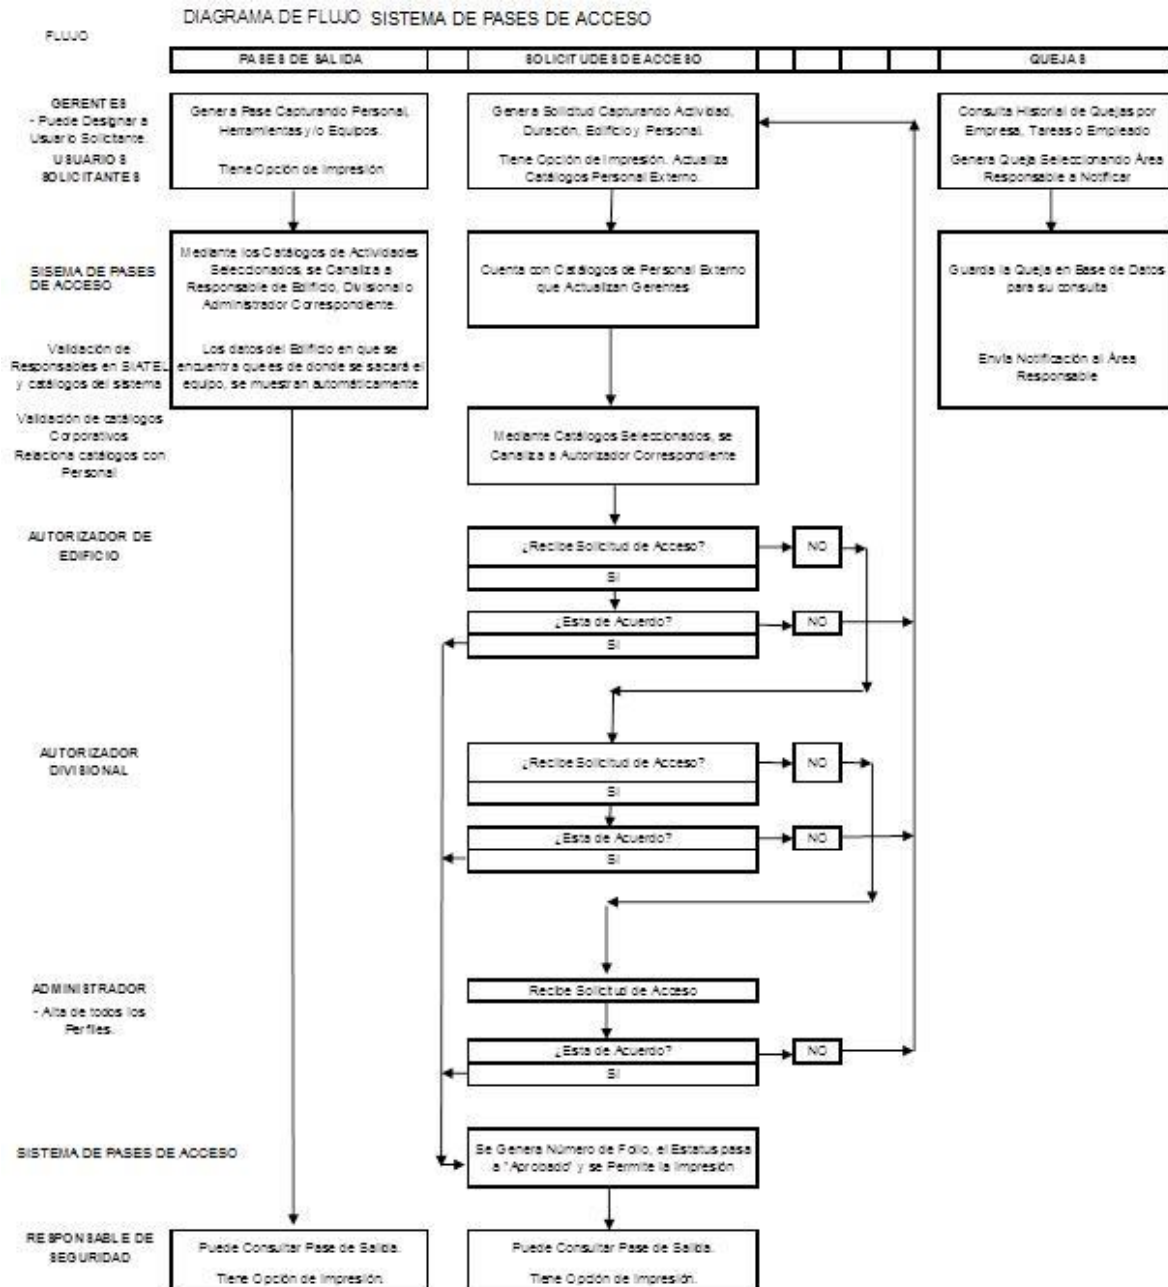 DIAGRAMA DE FLUJO SISTEMA DE PASES DE ACCESO
FLUJO
PASES DE SALIDA
SOLICITUDES DE ACCESO
QUEJAS
GERENTES
- Puede Designar a
Usuario Solicitante.
USUARIOS
SOLICITANTES
Genera Pase Capturando Personal,
Herramientas y/o Equipos.
Tiene Opción de Impresión
Genera Solicitud Capturando Actividad,
Duración, Edificio y Personal.
Tiene Opción de Impresión. Actualiza
Catálogos Personal Externo.
Consulta Historial de Quejas por
Empresa, Tareas o Empleado
Genera Queja Seleccionando Área
Responsable a Notificar
SISEMA DE PASES
DE ACCESO
Validación de
Responsables en SIATEL
y catálogos del sistema
Validación de catálogos
Corporativos
Relaciona catálogos con
Personal
Mediante los Catálogos de Actividades
Seleccionados, se Canaliza a
Responsable de Edificio, Divisional o
Administrador Correspondiente.
Los datos del Edificio en que se
encuentra que es de donde se sacará el
equipo, se muestran automáticamente
Cuenta con Catálogos de Personal Externo
que Actualizan Gerentes
Guarda la Queja en Base de Datos
para su consulta
Envía Notificación al Área
Responsable
Mediante Catálogos Seleccionados, se
Canaliza a Autorizador Correspondiente
AUTORIZADOR DE
EDIFICIO
¿Recibe Solicitud de Acceso?
NO
SI
¿Esta de Acuerdo?
NO
SI
AUTORIZADOR
DIVISIONAL
¿Recibe Solicitud de Acceso?
NO
SI
¿Esta de Acuerdo?
NO
SI
ADMINISTRADOR
- Alta de todos los
Perfiles.
Recibe Solicitud de Acceso
¿Esta de Acuerdo?
NO
SI
SISTEMA DE PASES DE ACCESO
Se Genera Número de Folio, el Estatus pasa
a "Aprobado" y se Permite la Impresión
RESPONSABLE DE
SEGURIDAD
Puede Consultar Pase de Salida.
Tiene Opción de Impresión.
Puede Consultar Pase de Salida.
Tiene Opción de Impresión.